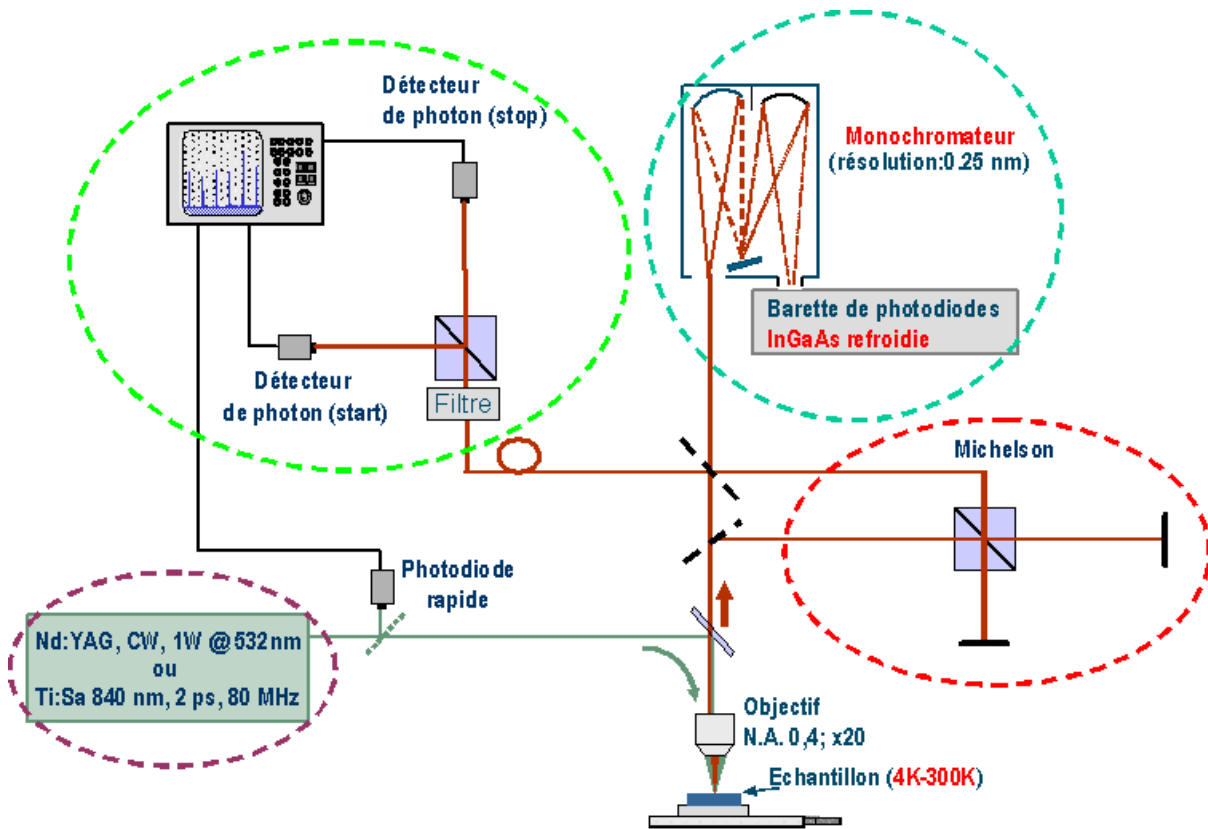 Détecteur
de photon (stop)
Monochromateur
(résolution:0.25 nm)
Barette de photodiodes
InGaAs refroidie
Détecteur
de photon (start)
Filtre
Michelson
Photodiode
rapide
Nd:YAG, CW, 1W @532nm
ou
Ti:Sa 840 nm, 2 ps, 80 MHz
Objectif
N.A. 0,4; x20
Echantillon (4K-300K)